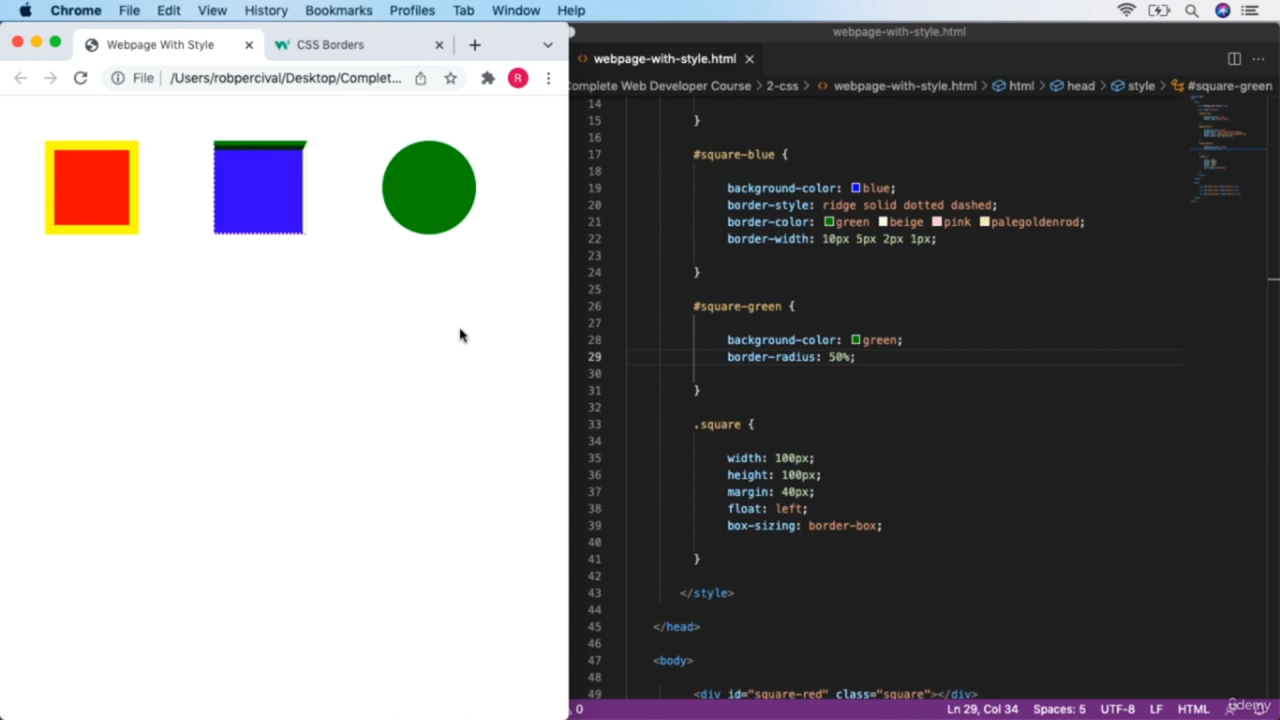 Chrome File Edit View History Bookmarks Profiles Tab Window Help
Webpage With Style
CSS Borders
File /Users/robpercival/Desktop/Complet...
R
webpage-with-style.html
webpage-with-style.html
omplete Web Developer Course > 2-css > webpage-with-style.html > html > head > style > #square-green
14
15 }
16
17 #square-blue {
18
19 background-color: blue;
20 border-style: ridge solid dotted dashed;
21 border-color: green beige pink palegoldenrod;
22 border-width: 10px 5px 2px 1px;
23
24 }
25
26 #square-green {
27
28 background-color: green;
29 border-radius: 50%;
30
31 }
32
33 .square {
34
35 width: 100px;
36 height: 100px;
37 margin: 40px;
38 float: left;
39 box-sizing: border-box;
40
41 }
42
43 </style>
44
45 </head>
46
47 <body>
48
49 <div id="square-red" class="square"></div>
0 Ln 29, Col 34 Spaces: 5 UTF-8 LF HTML
udemy